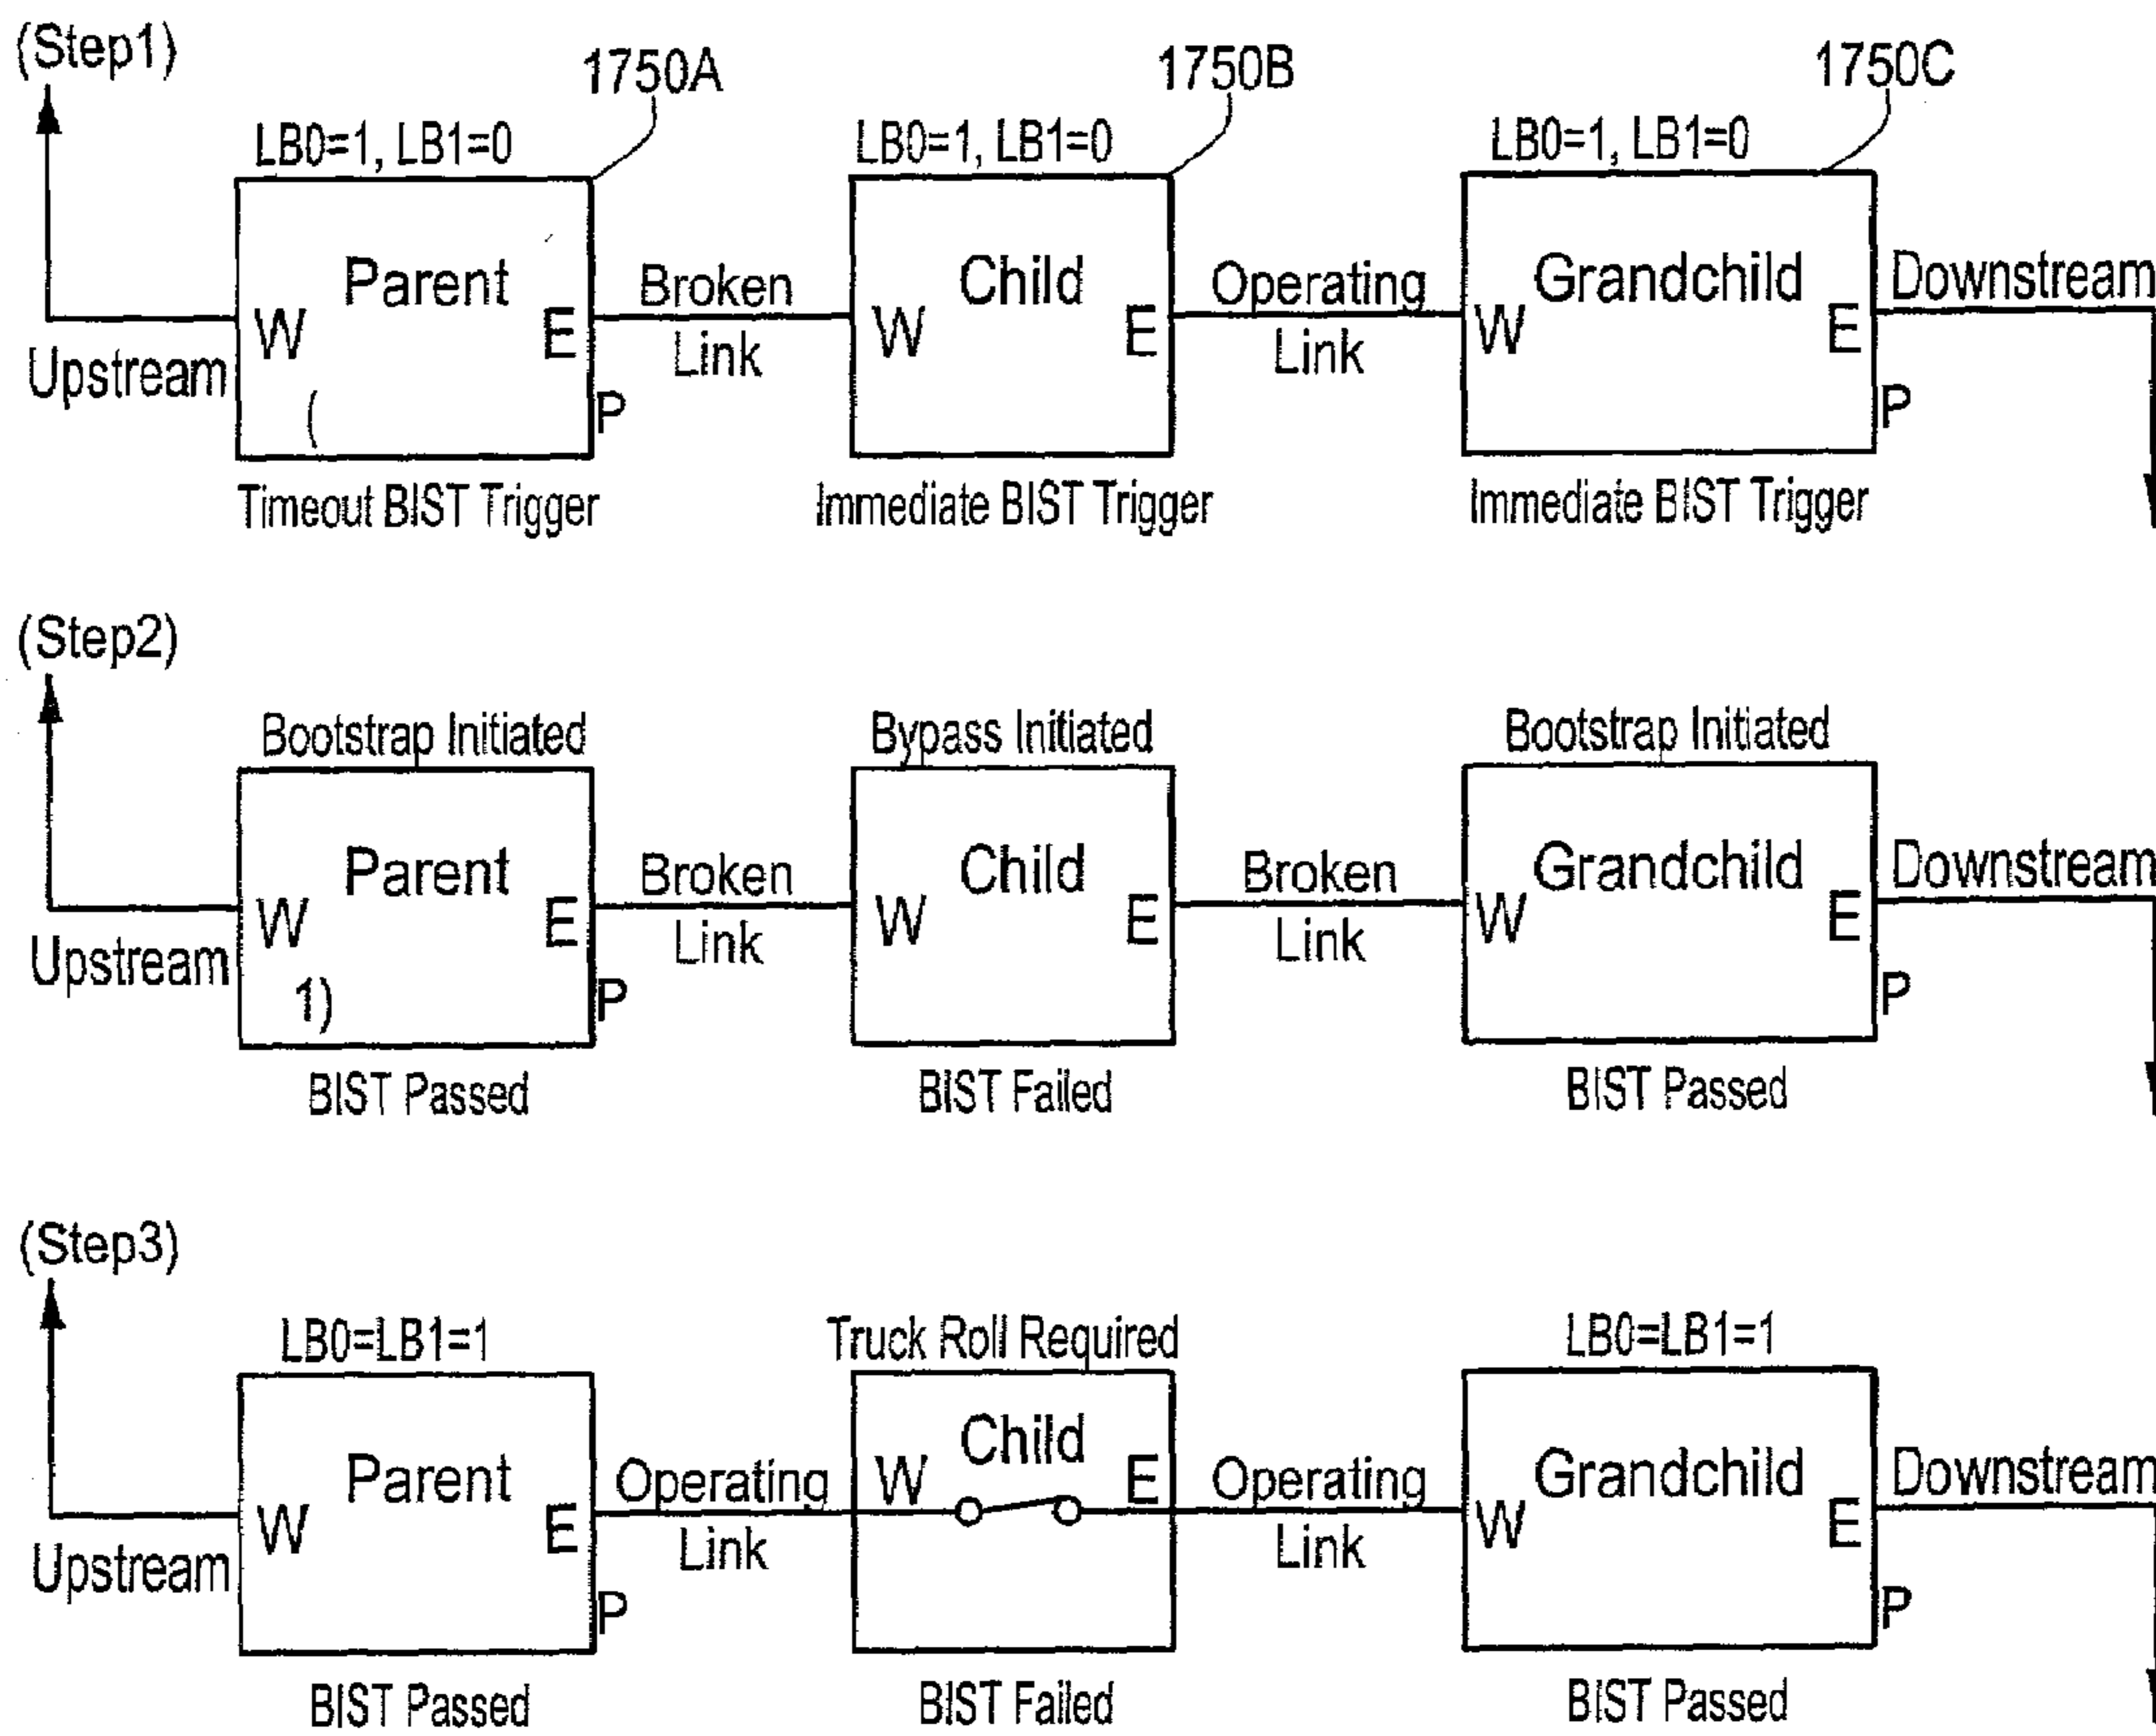 (Step1)
1750A
1750B
1750C
LB0=1, LB1=0
LB0=1, LB1=0
LB0=1, LB1=0
Parent
Broken
Child
Operating
Grandchild
Downstream
W
E
Link
W
E
Link
W
E
Upstream
(
P
P
Timeout BIST Trigger
Immediate BIST Trigger
Immediate BIST Trigger
(Step2)
Bootstrap Initiated
Bypass Initiated
Bootstrap Initiated
Parent
Broken
Child
Broken
Grandchild
Downstream
W
E
Link
W
E
Link
W
E
Upstream
1)
P
P
BIST Passed
BIST Failed
BIST Passed
(Step3)
LB0=LB1=1
Truck Roll Required
LB0=LB1=1
Parent
Operating
W
Child
E
Operating
Grandchild
Downstream
W
E
Link
Link
W
E
Upstream
P
P
BIST Passed
BIST Failed
BIST Passed